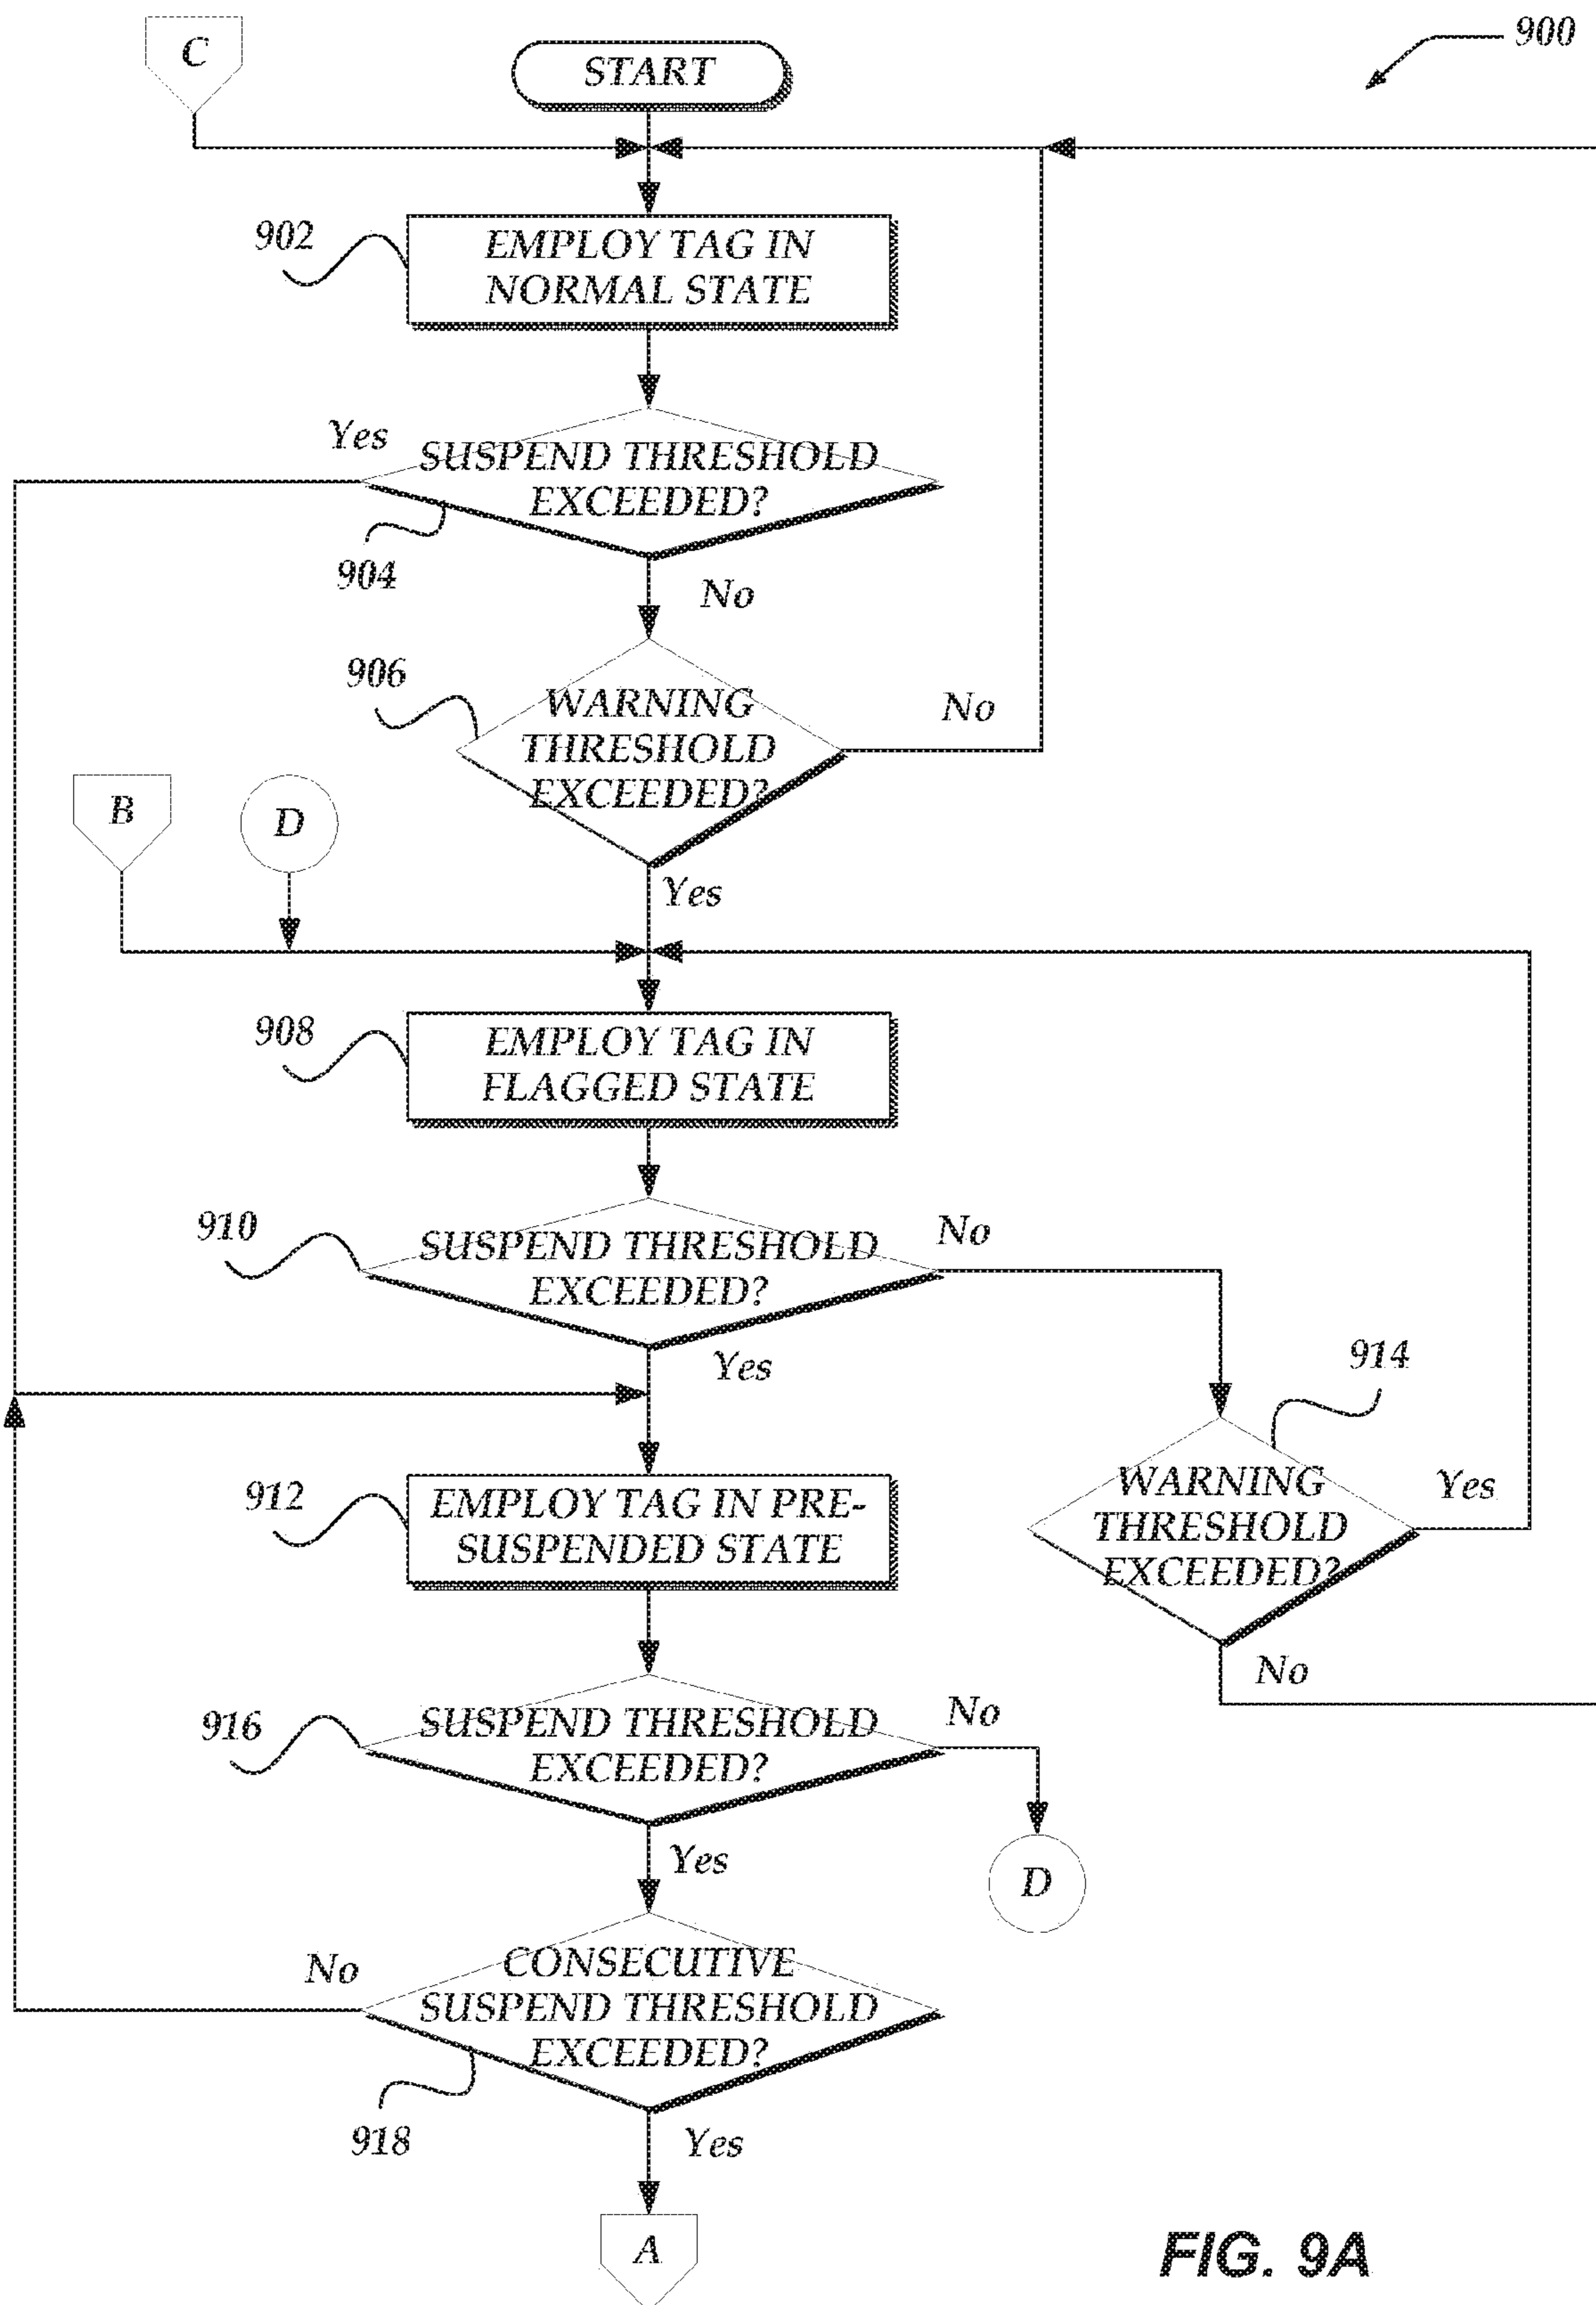 C
START
900
902
EMPLOY TAG IN
NORMAL STATE
Yes
SUSPEND THRESHOLD
EXCEEDED?
904
No
906
WARNING
THRESHOLD
EXCEEDED?
No
B
D
Yes
908
EMPLOY TAG IN
FLAGGED STATE
910
SUSPEND THRESHOLD
EXCEEDED?
No
Yes
914
912
EMPLOY TAG IN PRE-
SUSPENDED STATE
WARNING
THRESHOLD
EXCEEDED?
Yes
No
916
SUSPEND THRESHOLD
EXCEEDED?
No
Yes
D
No
CONSECUTIVE
SUSPEND THRESHOLD
EXCEEDED?
918
Yes
A
FIG. 9A